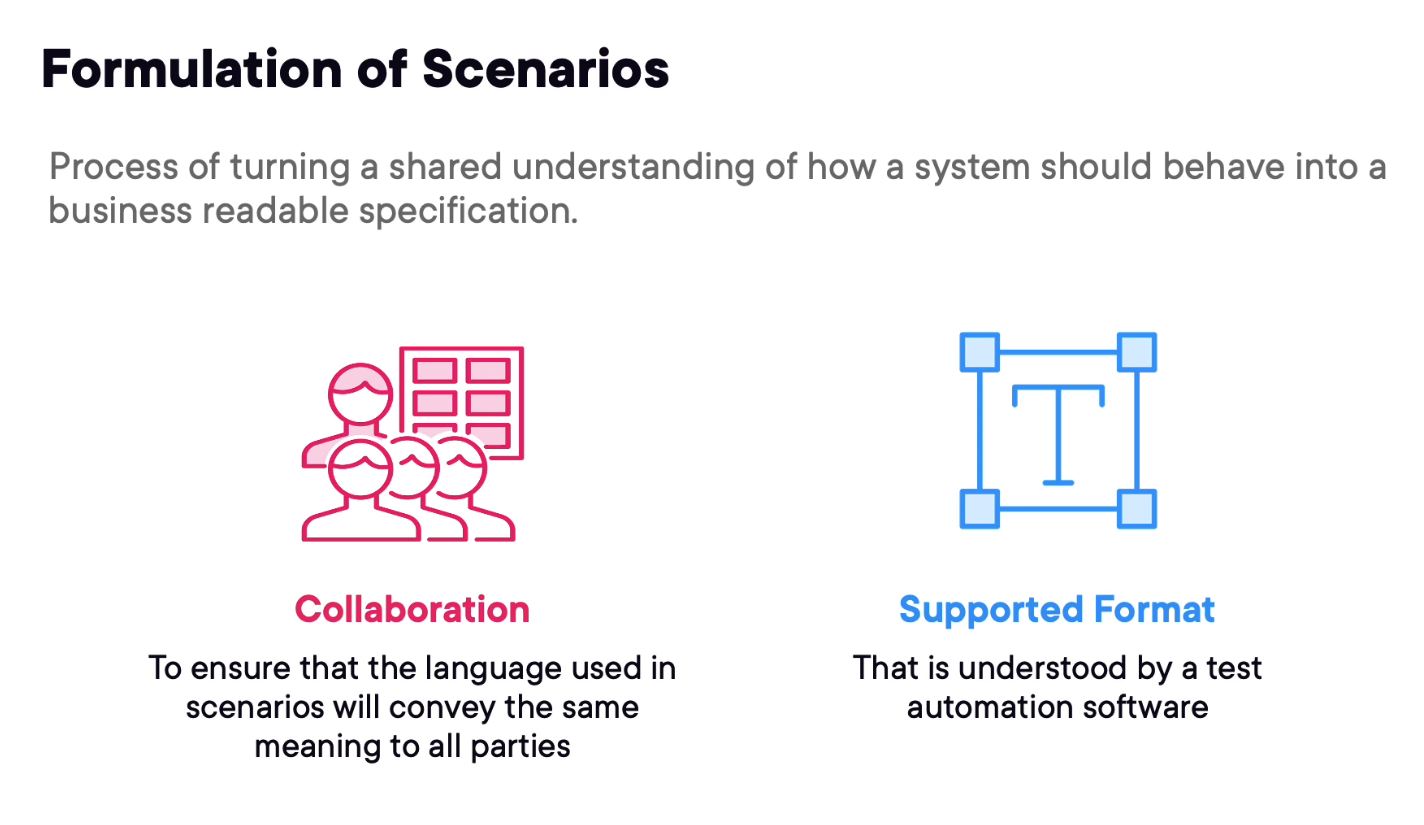 Formulation of Scenarios
Process of turning a shared understanding of how a system should behave into a
business readable specification.
Collaboration
To ensure that the language used in
scenarios will convey the same
meaning to all parties
Supported Format
That is understood by a test
automation software